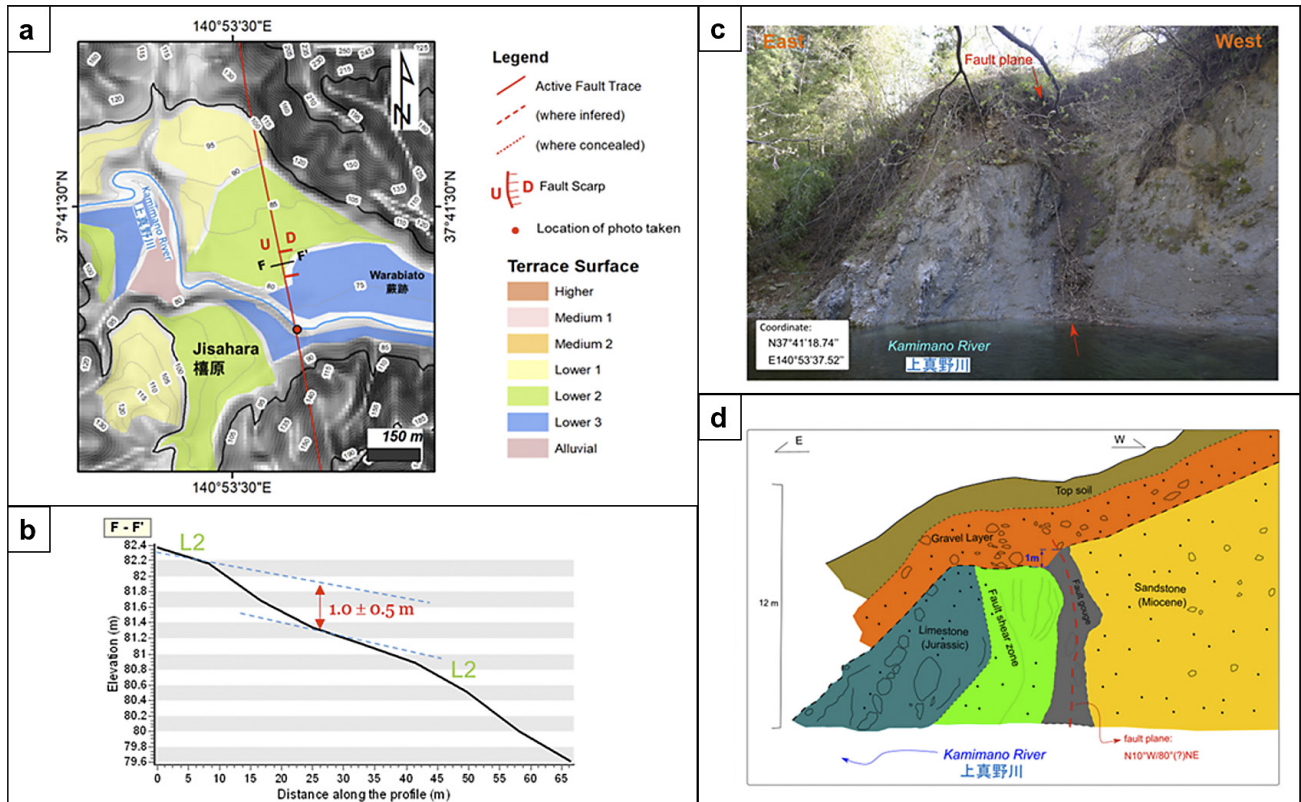 a
140°53'30"E
37°41'30"N
37°41'30"N
140°53'30"E
N
U
D
F
F'
Kamimano River
上真野川
Warabiato
蕨跡
Jisahara
橲原
150 m
95
90
85
80
75
Legend
Active Fault Trace
(where infered)
(where concealed)
U
D
Fault Scarp
Location of photo taken
Terrace Surface
Higher
Medium 1
Medium 2
Lower 1
Lower 2
Lower 3
Alluvial
b
F - F'
L2
1.0 ± 0.5 m
L2
Elevation (m)
82.4
82.2
82
81.8
81.6
81.4
81.2
81
80.8
80.6
80.4
80.2
80
79.8
79.6
0 5 10 15 20 25 30 35 40 45 50 55 60 65
Distance along the profile (m)
c
East
West
Fault plane
Coordinate:
N37°41'18.74"
E140°53'37.52"
Kamimano River
上真野川
d
E
W
12 m
Top soil
Gravel Layer
1m
Fault shear zone
Fault gouge
Limestone
(Jurassic)
Sandstone
(Miocene)
fault plane:
N10°W/80°(?)NE
Kamimano River
上真野川